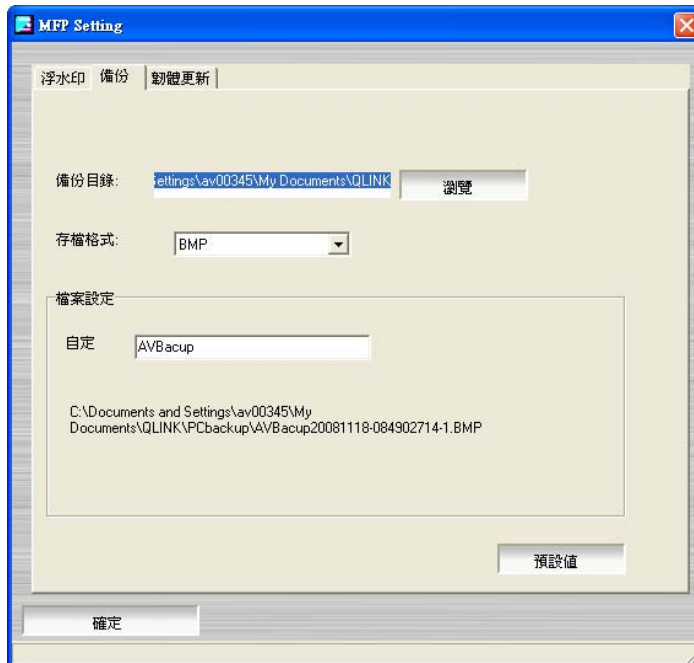 MFP Setting
浮水印 備份 韌體更新
備份目錄: Settings\av00345\My Documents\QLINK 瀏覽
存檔格式: BMP
檔案設定
自定 AVBacup
C:\Documents and Settings\av00345\My
Documents\QLINK\PCbackup\AVBacup20081118-084902714-1.BMP
預設值
確定